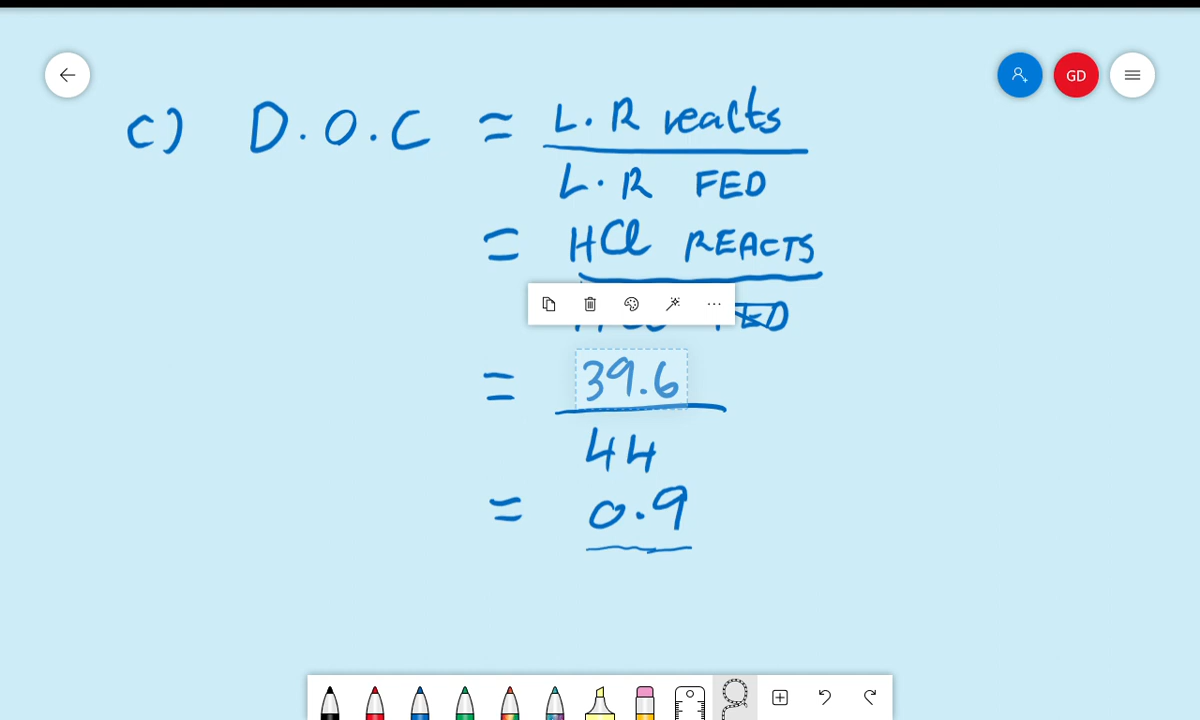 GD
c) D.O.C = L.R reacts
L.R FED
= HCl REACTS
= 39.6
44
= 0.9